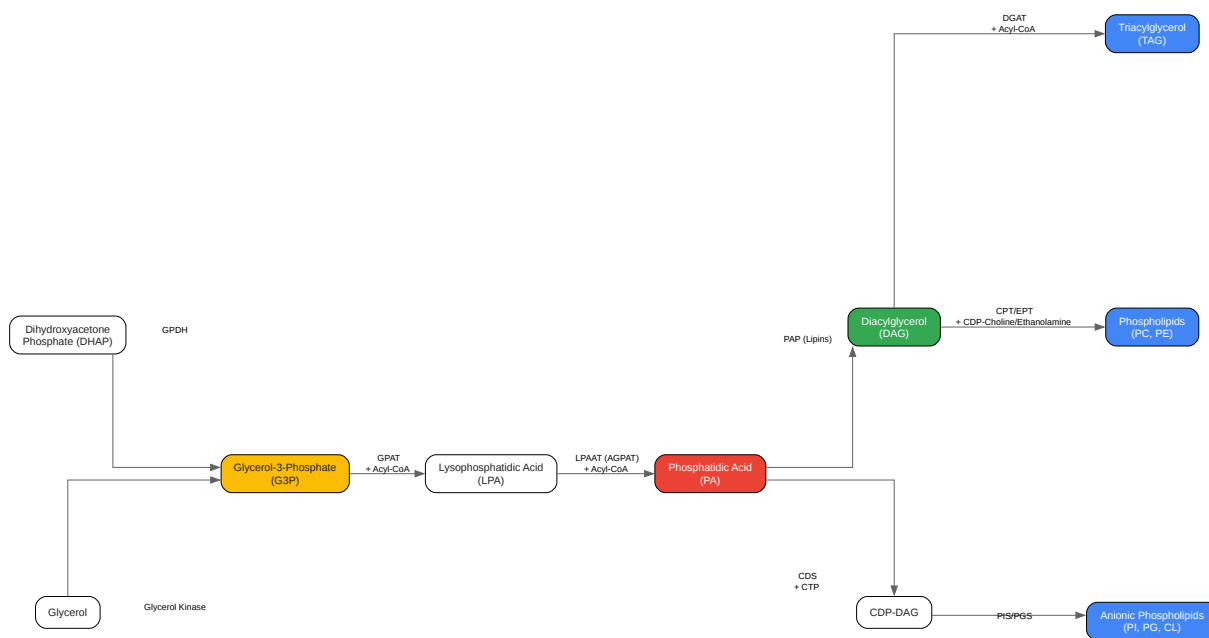 DGAT
+ Acyl-CoA
Triacylglycerol
(TAG)
Dihydroxyacetone
Phosphate (DHAP)
GPDH
PAP (Lipins)
Diacylglycerol
(DAG)
CPT/EPT
+ CDP-Choline/Ethanolamine
Phospholipids
(PC, PE)
Glycerol-3-Phosphate
(G3P)
GPAT
+ Acyl-CoA
Lysophosphatidic Acid
(LPA)
LPAAT (AGPAT)
+ Acyl-CoA
Phosphatidic Acid
(PA)
CDS
+ CTP
Glycerol
Glycerol Kinase
CDP-DAG
PIS/PGS
Anionic Phospholipids
(PI, PG, CL)